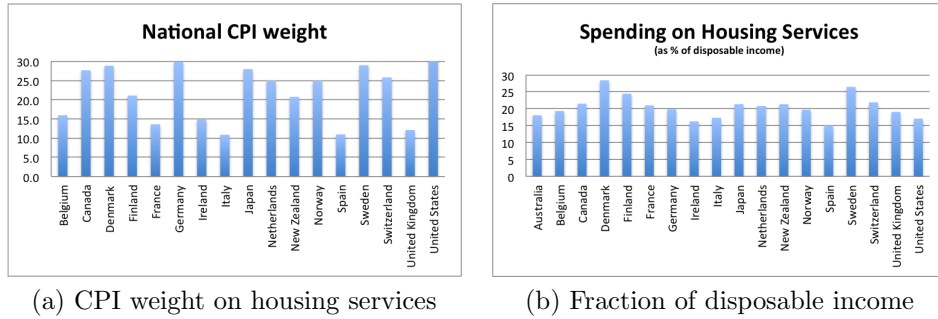 National CPI weight
30.0
25.0
20.0
15.0
10.0
5.0
0.0
Belgium
Canada
Denmark
Finland
France
Germany
Ireland
Italy
Japan
Netherlands
New Zealand
Norway
Spain
Sweden
Switzerland
United Kingdom
United States
(a) CPI weight on housing services
Spending on Housing Services
(as % of disposable income)
30
25
20
15
10
5
0
Australia
Belgium
Canada
Denmark
Finland
France
Germany
Ireland
Italy
Japan
Netherlands
New Zealand
Norway
Spain
Sweden
Switzerland
United Kingdom
United States
(b) Fraction of disposable income